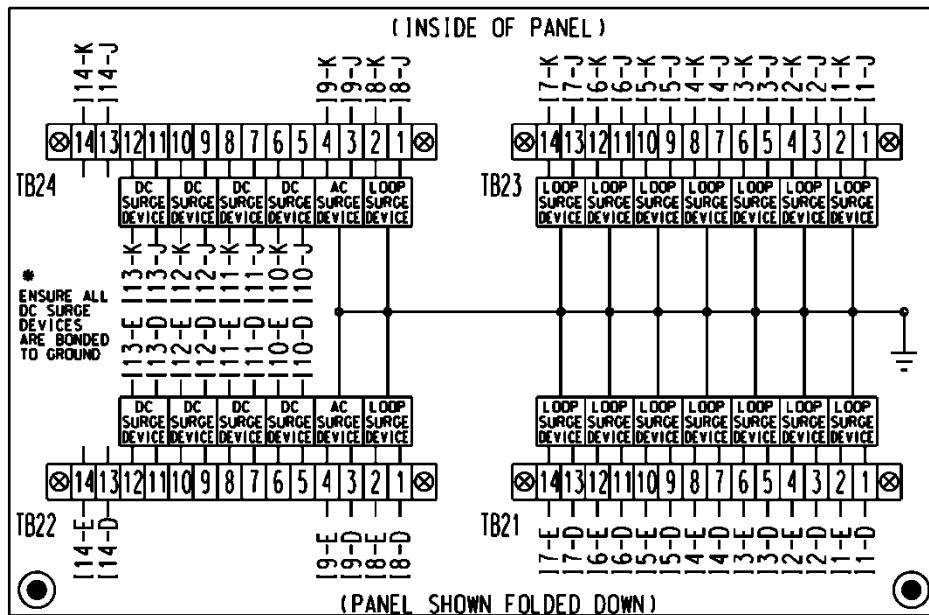 (INSIDE OF PANEL)
I14-K I14-J I9-K I9-J I8-K I8-J
I7-K I7-J I6-K I6-J I5-K I5-J I4-K I4-J I3-K I3-J I2-K I2-J I1-K I1-J
14 13 12 11 10 9 8 7 6 5 4 3 2 1
14 13 12 11 10 9 8 7 6 5 4 3 2 1
TB24
TB23
DC SURGE DEVICE
DC SURGE DEVICE
DC SURGE DEVICE
DC SURGE DEVICE
AC SURGE DEVICE
LOOP SURGE DEVICE
LOOP SURGE DEVICE
LOOP SURGE DEVICE
LOOP SURGE DEVICE
LOOP SURGE DEVICE
LOOP SURGE DEVICE
LOOP SURGE DEVICE
LOOP SURGE DEVICE
I13-K I13-J I12-K I12-J I11-K I11-J I10-K I10-J
*
ENSURE ALL
DC SURGE
DEVICES
ARE BONDED
TO GROUND
I13-E I13-D I12-E I12-D I11-E I11-D I10-E I10-D
DC SURGE DEVICE
DC SURGE DEVICE
DC SURGE DEVICE
DC SURGE DEVICE
AC SURGE DEVICE
LOOP SURGE DEVICE
LOOP SURGE DEVICE
LOOP SURGE DEVICE
LOOP SURGE DEVICE
LOOP SURGE DEVICE
LOOP SURGE DEVICE
LOOP SURGE DEVICE
LOOP SURGE DEVICE
14 13 12 11 10 9 8 7 6 5 4 3 2 1
14 13 12 11 10 9 8 7 6 5 4 3 2 1
TB22
TB21
I14-E I14-D I9-E I9-D I8-E I8-D
I7-E I7-D I6-E I6-D I5-E I5-D I4-E I4-D I3-E I3-D I2-E I2-D I1-E I1-D
(PANEL SHOWN FOLDED DOWN)